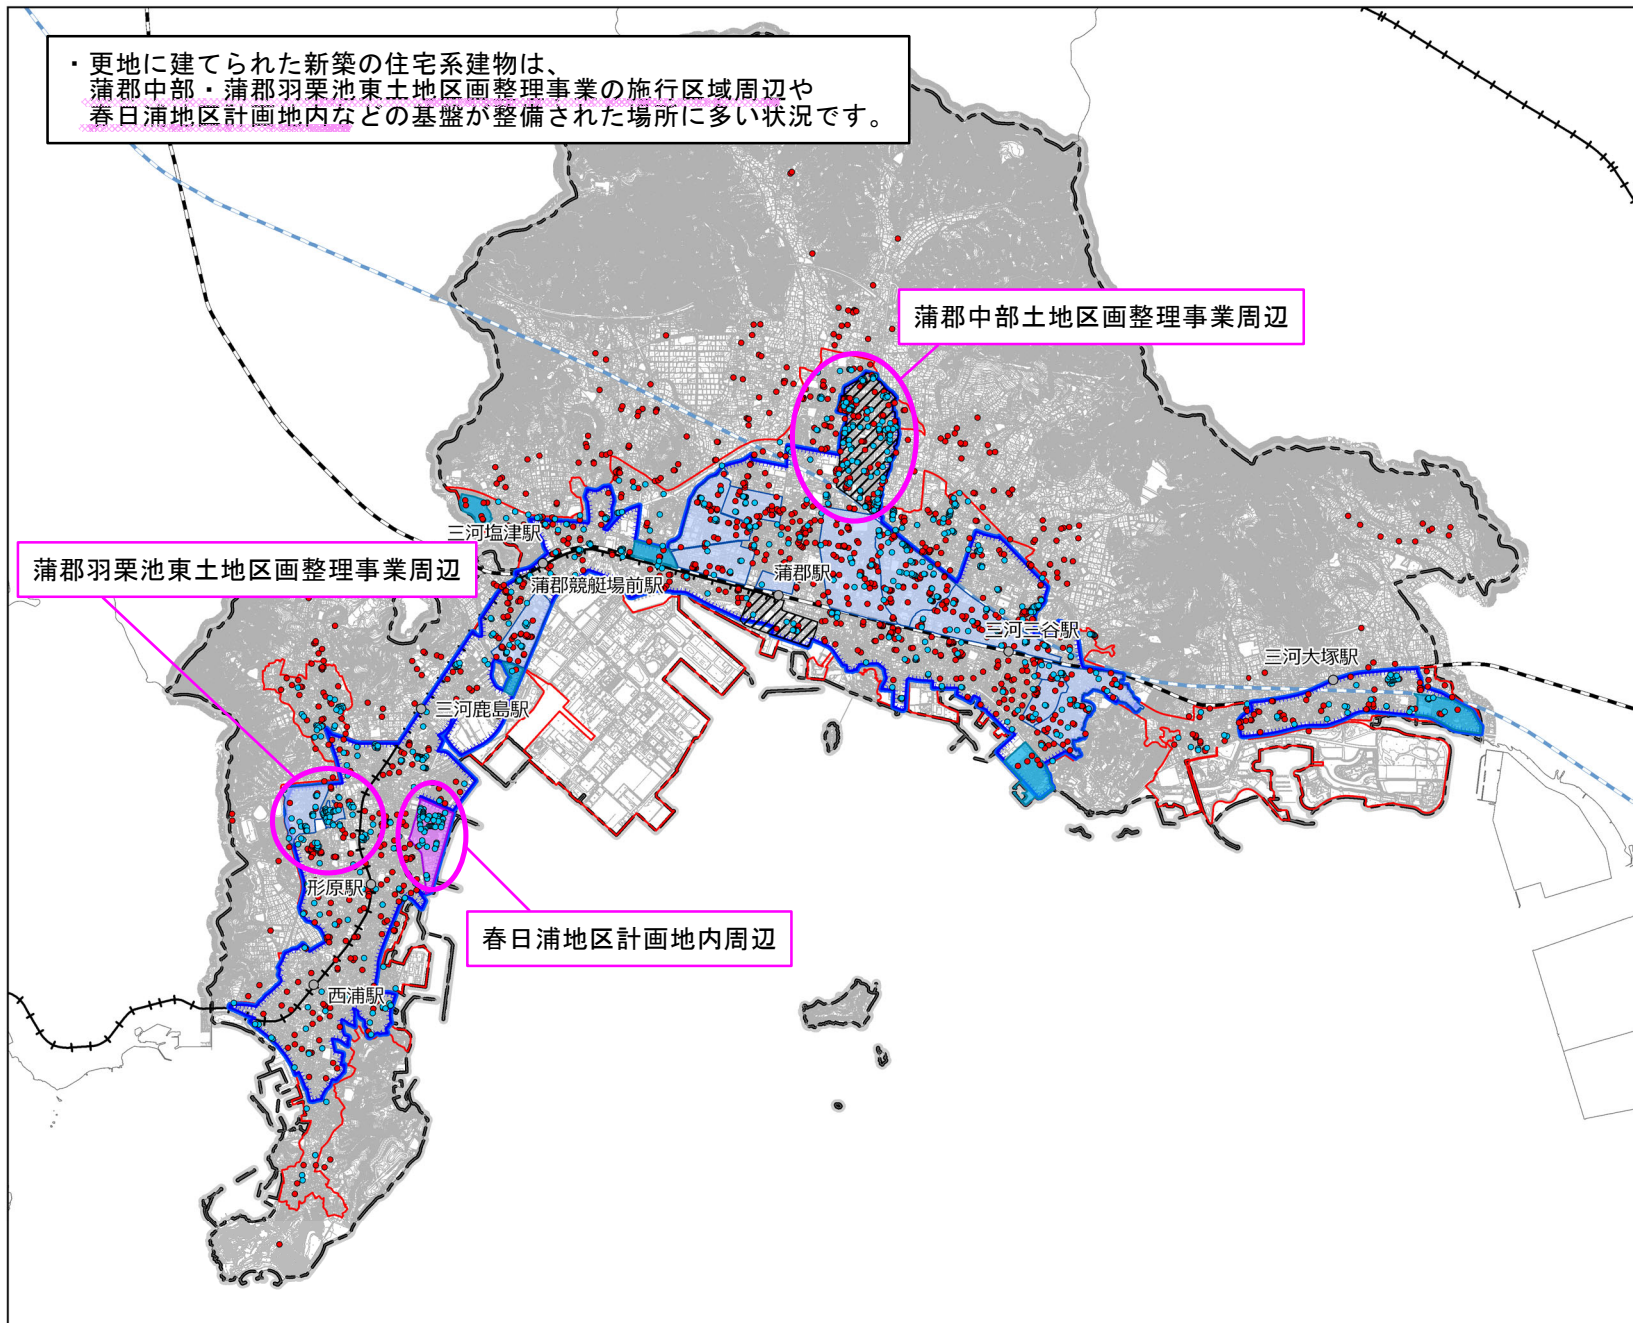 ・更地に建てられた新築の住宅系建物は、
蒲郡中部・蒲郡羽栗池東土地区画整理事業の施行区域周辺や
春日浦地区計画地内などの基盤が整備された場所に多い状況です。
蒲郡中部土地区画整理事業周辺
三河塩津駅
蒲郡羽栗池東土地区画整理事業周辺
蒲郡競艇場前駅
蒲郡駅
三河三谷駅
三河大塚駅
三河鹿島駅
形原駅
春日浦地区計画地内周辺
西浦駅